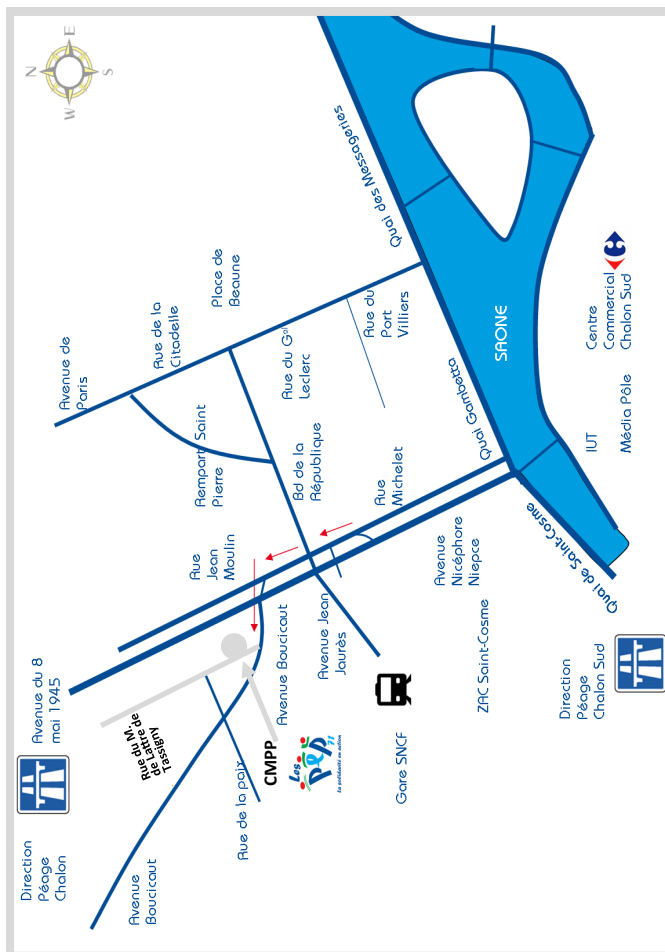 N
E
S
W
Quai des Messageries
Place de
Beaune
Rue de la
Citadelle
Avenue de
Paris
Rue du
Port
Villiers
Rue du Gal
Leclerc
SAONE
Centre
Commercial
Chalon Sud
Quai Gambetta
Rempart Saint
Pierre
Bd de la
République
Rue
Michelet
IUT
Média Pôle
Rue
Jean
Moulin
Avenue
Nicéphore
Niepce
Quai de Saint-Cosme
Avenue Boucicaut
Avenue Jean
Jaurès
ZAC Saint-Cosme
Direction
Péage
Chalon Sud
Avenue du 8
mai 1945
Rue du M de
de Lattre de
Tassigny
CMPP
Les
PEP 71
la solidarité en action
Gare SNCF
Rue de la paix
Direction
Péage
Chalon
Avenue
Boucicaut